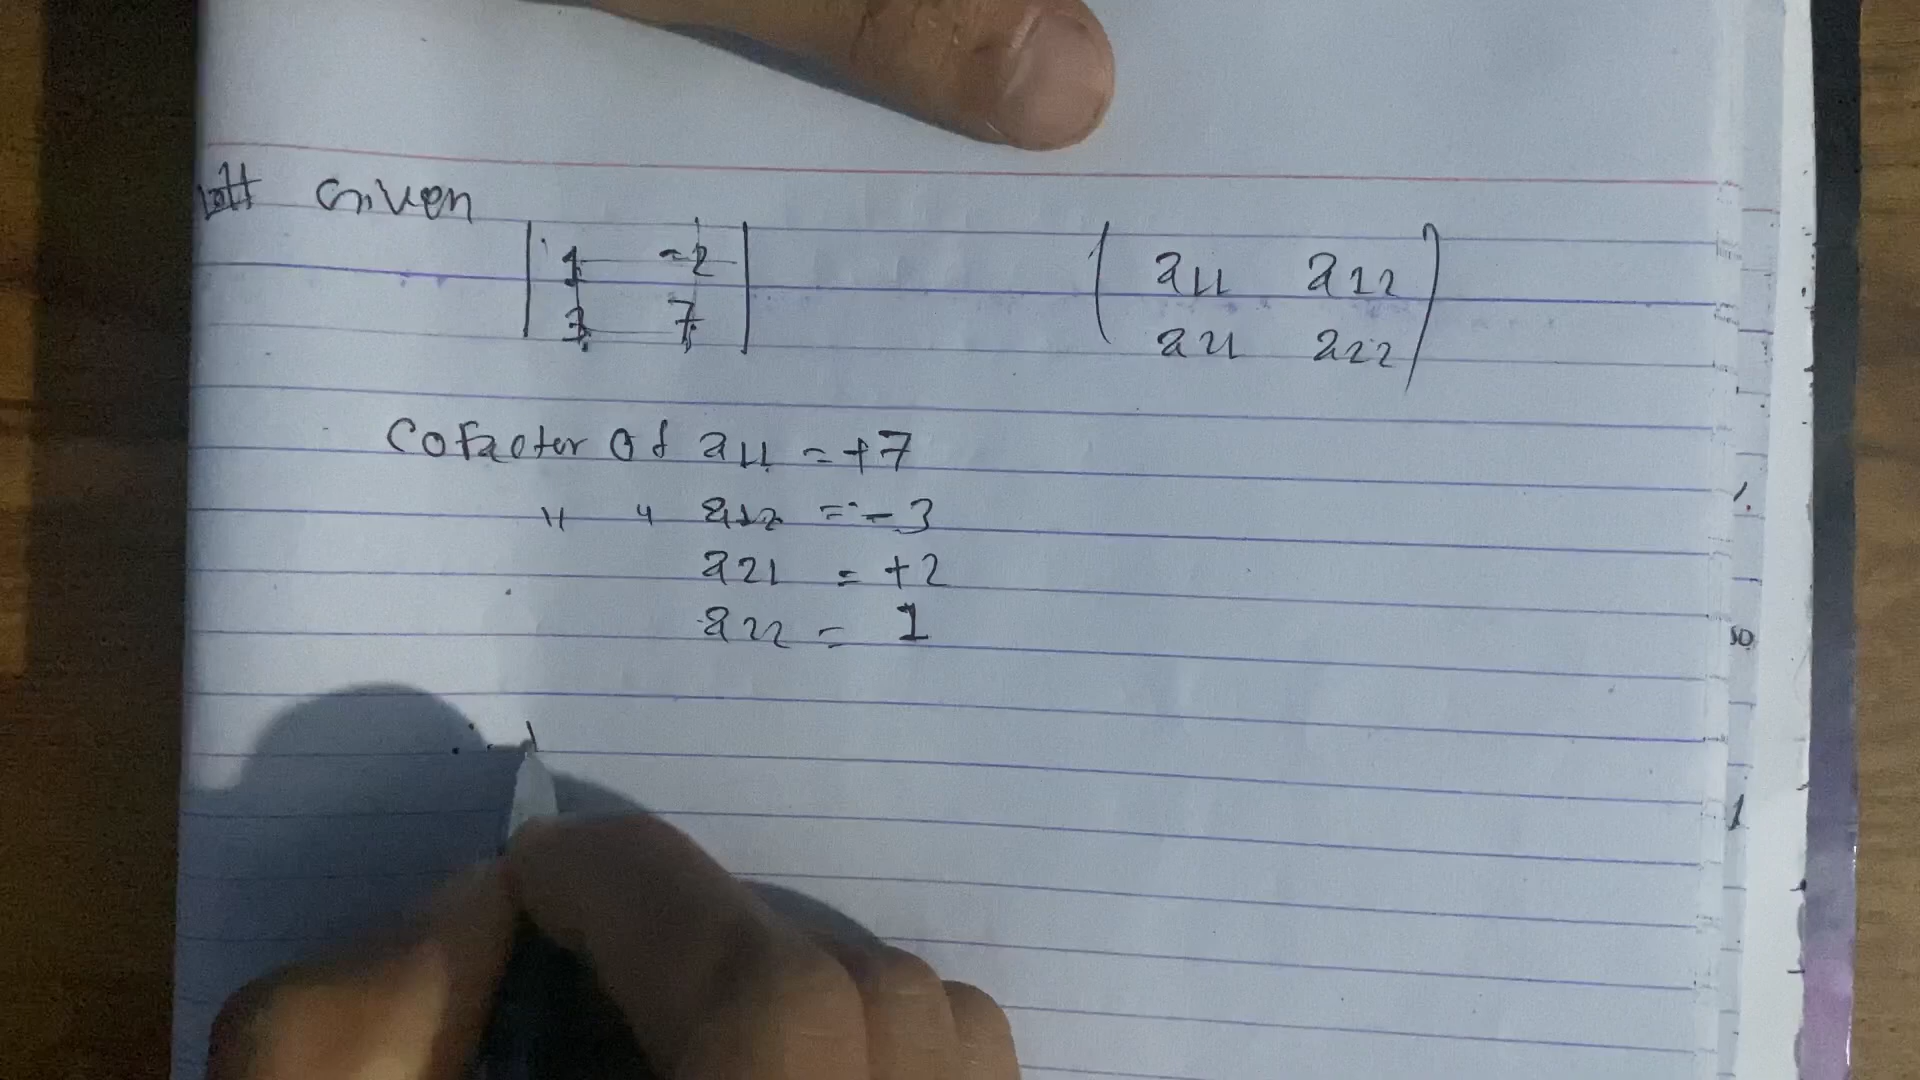 Given
1 -2
3 7
a11 a12
a21 a22
Cofactor of a11 = +7
" " a12 = - 3
a21 = +2
a22 = 1